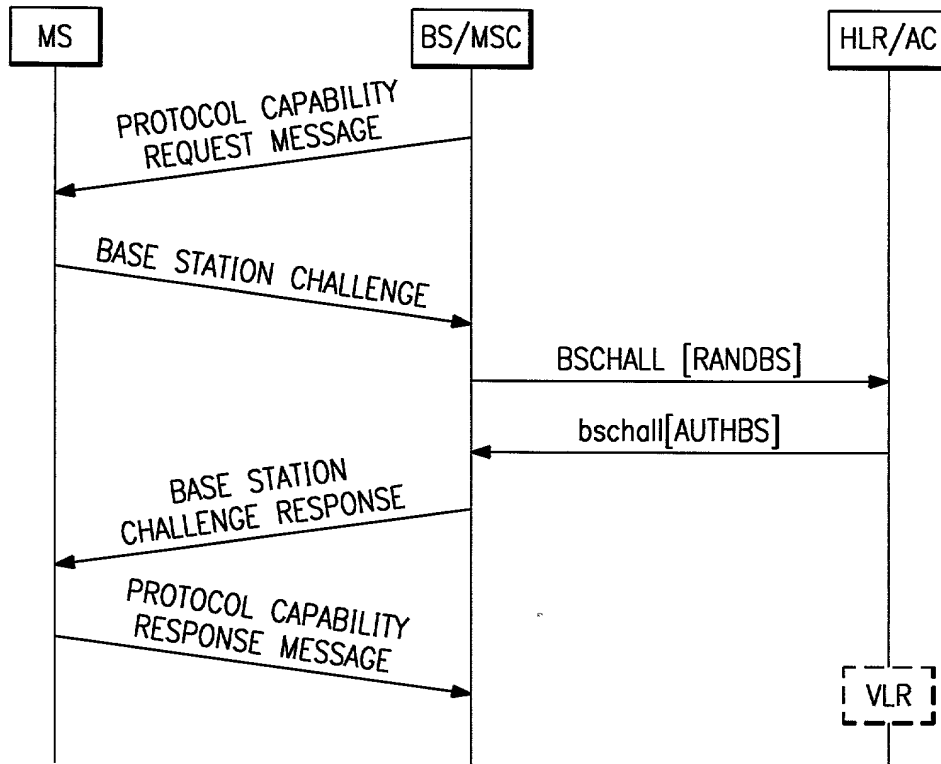 MS
BS/MSC
HLR/AC
PROTOCOL CAPABILITY
REQUEST MESSAGE
BASE STATION CHALLENGE
BSCHALL [RANDBS]
bschall[AUTHBS]
BASE STATION
CHALLENGE RESPONSE
PROTOCOL CAPABILITY
RESPONSE MESSAGE
VLR